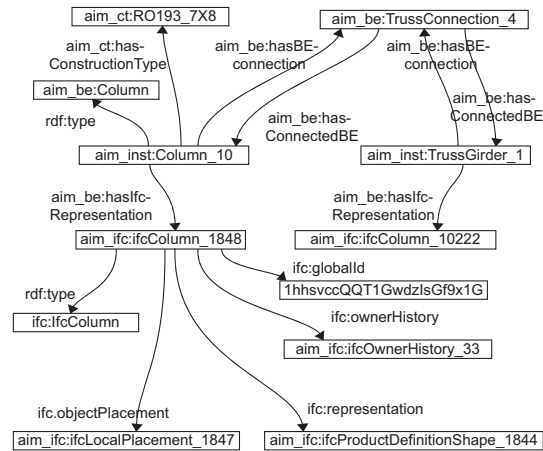 aim_ct:RO193_7X8
aim_be:TrussConnection_4
aim_ct:has-
ConstructionType
aim_be:hasBE-
connection
aim_be:hasBE-
connection
aim_be:Column
aim_be:has-
ConnectedBE
aim_be:has-
ConnectedBE
rdf:type
aim_inst:Column_10
aim_inst:TrussGirder_1
aim_be:hasIfc-
Representation
aim_be:hasIfc-
Representation
aim_ifc:ifcColumn_1848
aim_ifc:ifcColumn_10222
ifc:globalId
1hhsvccQQT1GwdzIsGf9x1G
rdf:type
ifc:IfcColumn
ifc:ownerHistory
aim_ifc:ifcOwnerHistory_33
ifc.objectPlacement
ifc:representation
aim_ifc:ifcLocalPlacement_1847
aim_ifc:ifcProductDefinitionShape_1844